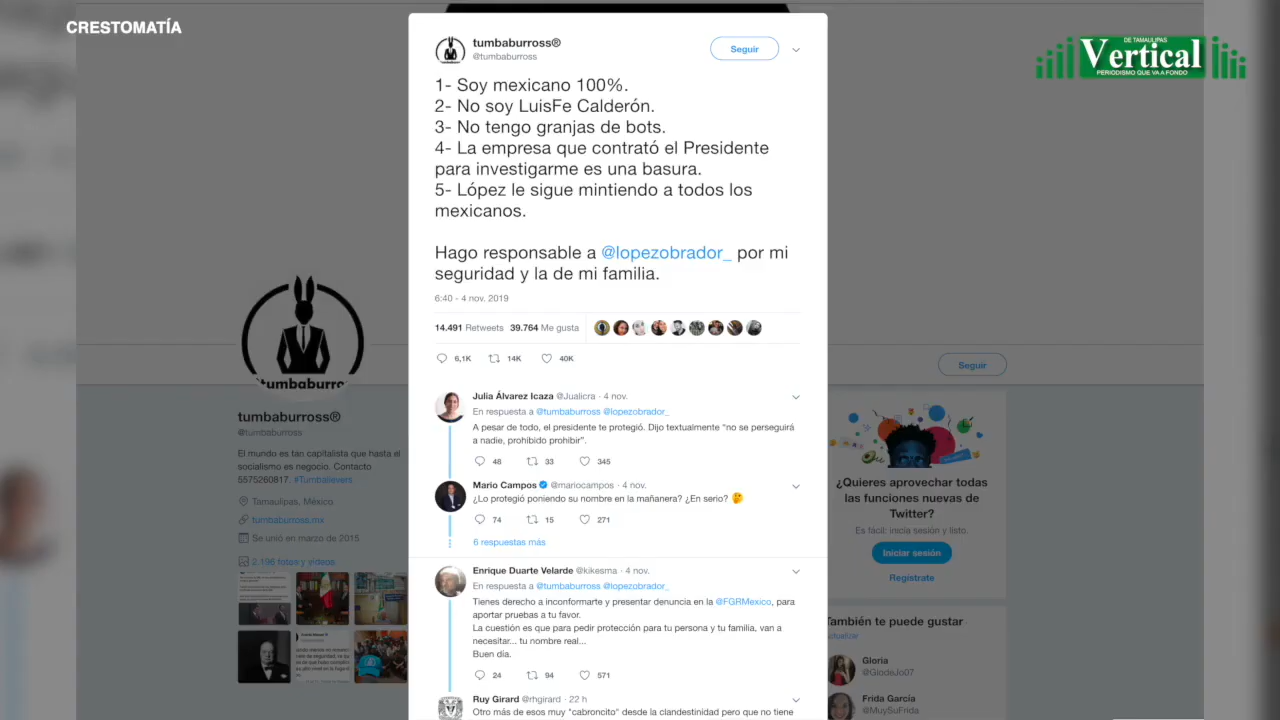 CRESTOMATÍA
DE TAMAULIPAS
Vertical
PERIODISMO QUE VA A FONDO
tumbaburross®
@tumbaburross
Seguir
1- Soy mexicano 100%.
2- No soy LuisFe Calderón.
3- No tengo granjas de bots.
4- La empresa que contrató el Presidente
para investigarme es una basura.
5- López le sigue mintiendo a todos los
mexicanos.
Hago responsable a @lopezobrador_ por mi
seguridad y la de mi familia.
6:40 - 4 nov. 2019
14.491 Retweets 39.764 Me gusta
6,1K 14K 40K
Julia Álvarez Icaza @Jualicra · 4 nov.
En respuesta a @tumbaburross @lopezobrador_
A pesar de todo, el presidente te protegió. Dijo textualmente “no se perseguirá
a nadie, prohibido prohibir”.
48 33 345
Mario Campos @mariocampos · 4 nov.
¿Lo protegió poniendo su nombre en la mañanera? ¿En serio? 🤔
74 15 271
6 respuestas más
Enrique Duarte Velarde @kikesma · 4 nov.
En respuesta a @tumbaburross @lopezobrador_
Tienes derecho a inconformarte y presentar denuncia en la @FGRMexico, para
aportar pruebas a tu favor.
La cuestión es que para pedir protección para tu persona y tu familia, van a
necesitar... tu nombre real...
Buen día.
24 94 571
Ruy Girard @rhgirard · 22 h
Otro más de esos muy "cabroncito" desde la clandestinidad pero que no tiene
tumbaburro
tumbaburross®
@tumbaburross
El mundo es tan capitalista que hasta el
socialismo es negocio. Contacto
5575260817. #Tumbalievers
Tamaulipas, México
tumbaburross.mx
Se unió en marzo de 2015
2.196 fotos y videos
Seguir
¿Quieres aprovechar todas
las funciones nuevas de
Twitter?
Es fácil: inicia sesión y listo.
Iniciar sesión
Regístrate
También te puede gustar
Actualizar
Gloria
@GlodeJo07
Frida García
@MuySuFrida